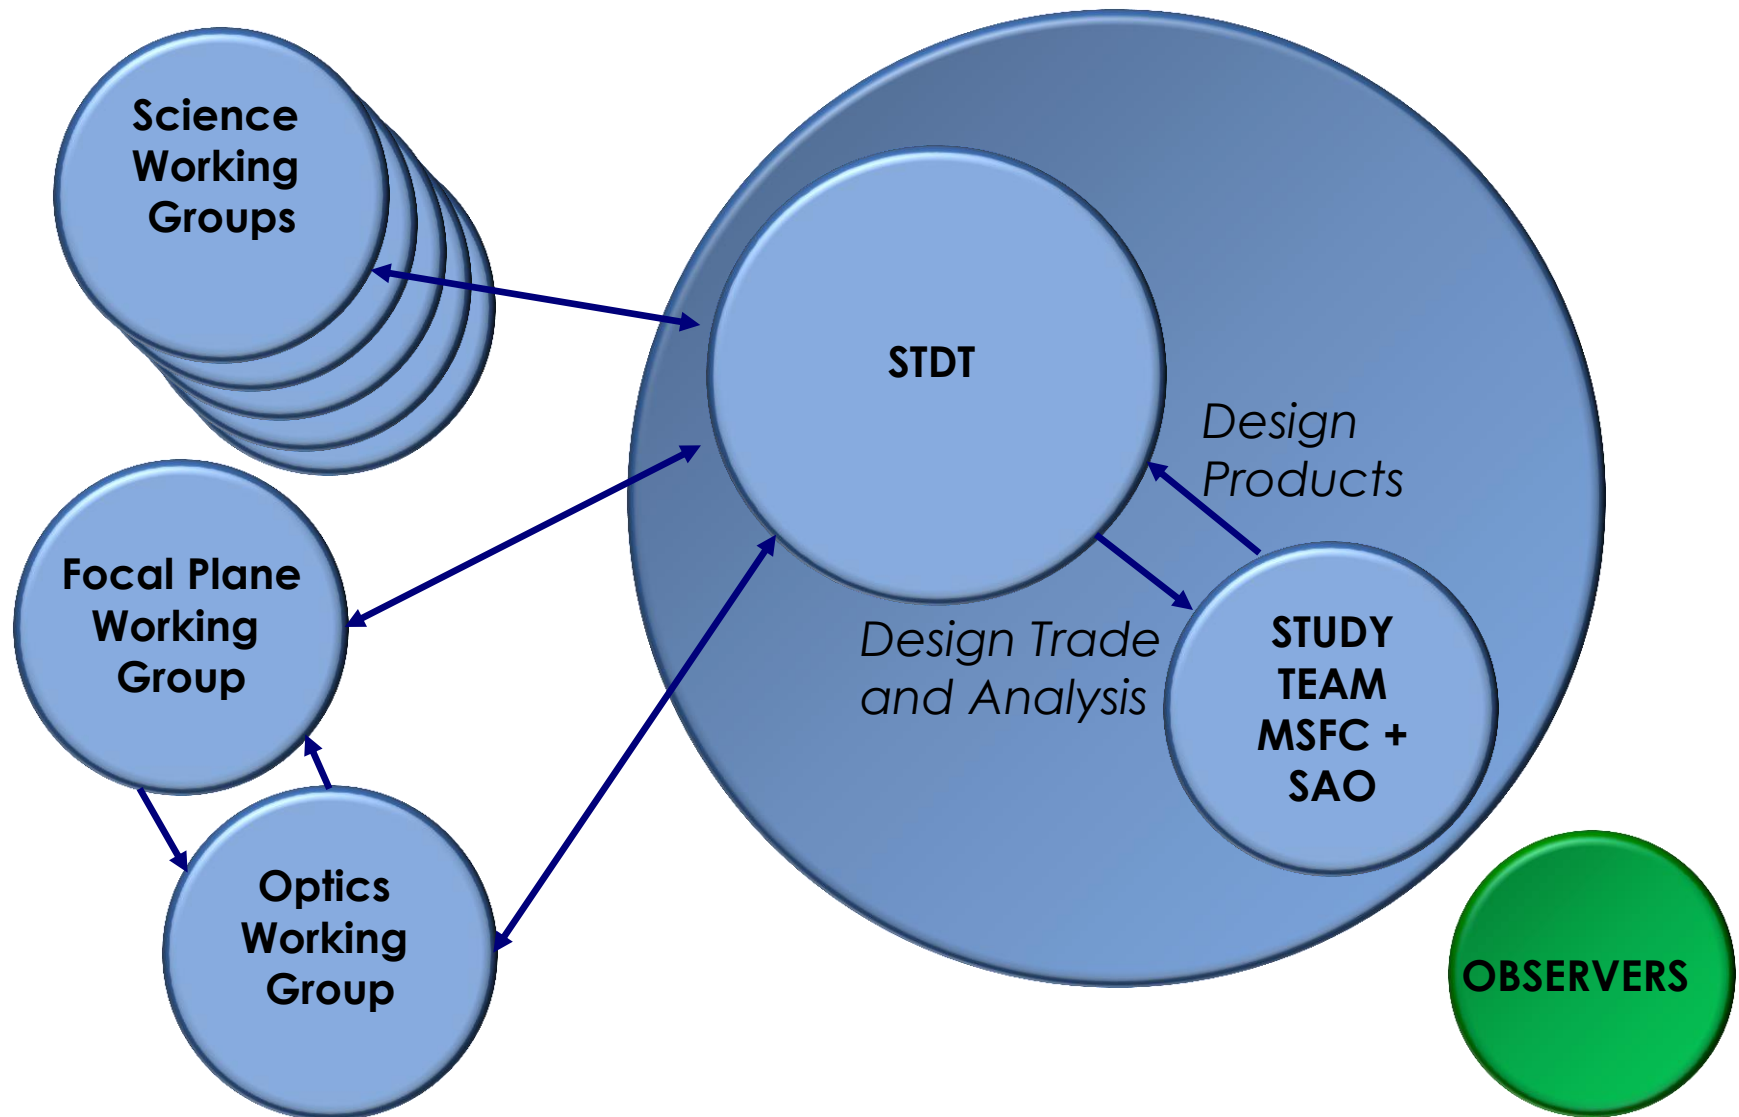 Science
Working
Groups
STDT
Design
Products
Focal Plane
Working
Group
Design Trade
and Analysis
STUDY
TEAM
MSFC +
SAO
Optics
Working
Group
OBSERVERS